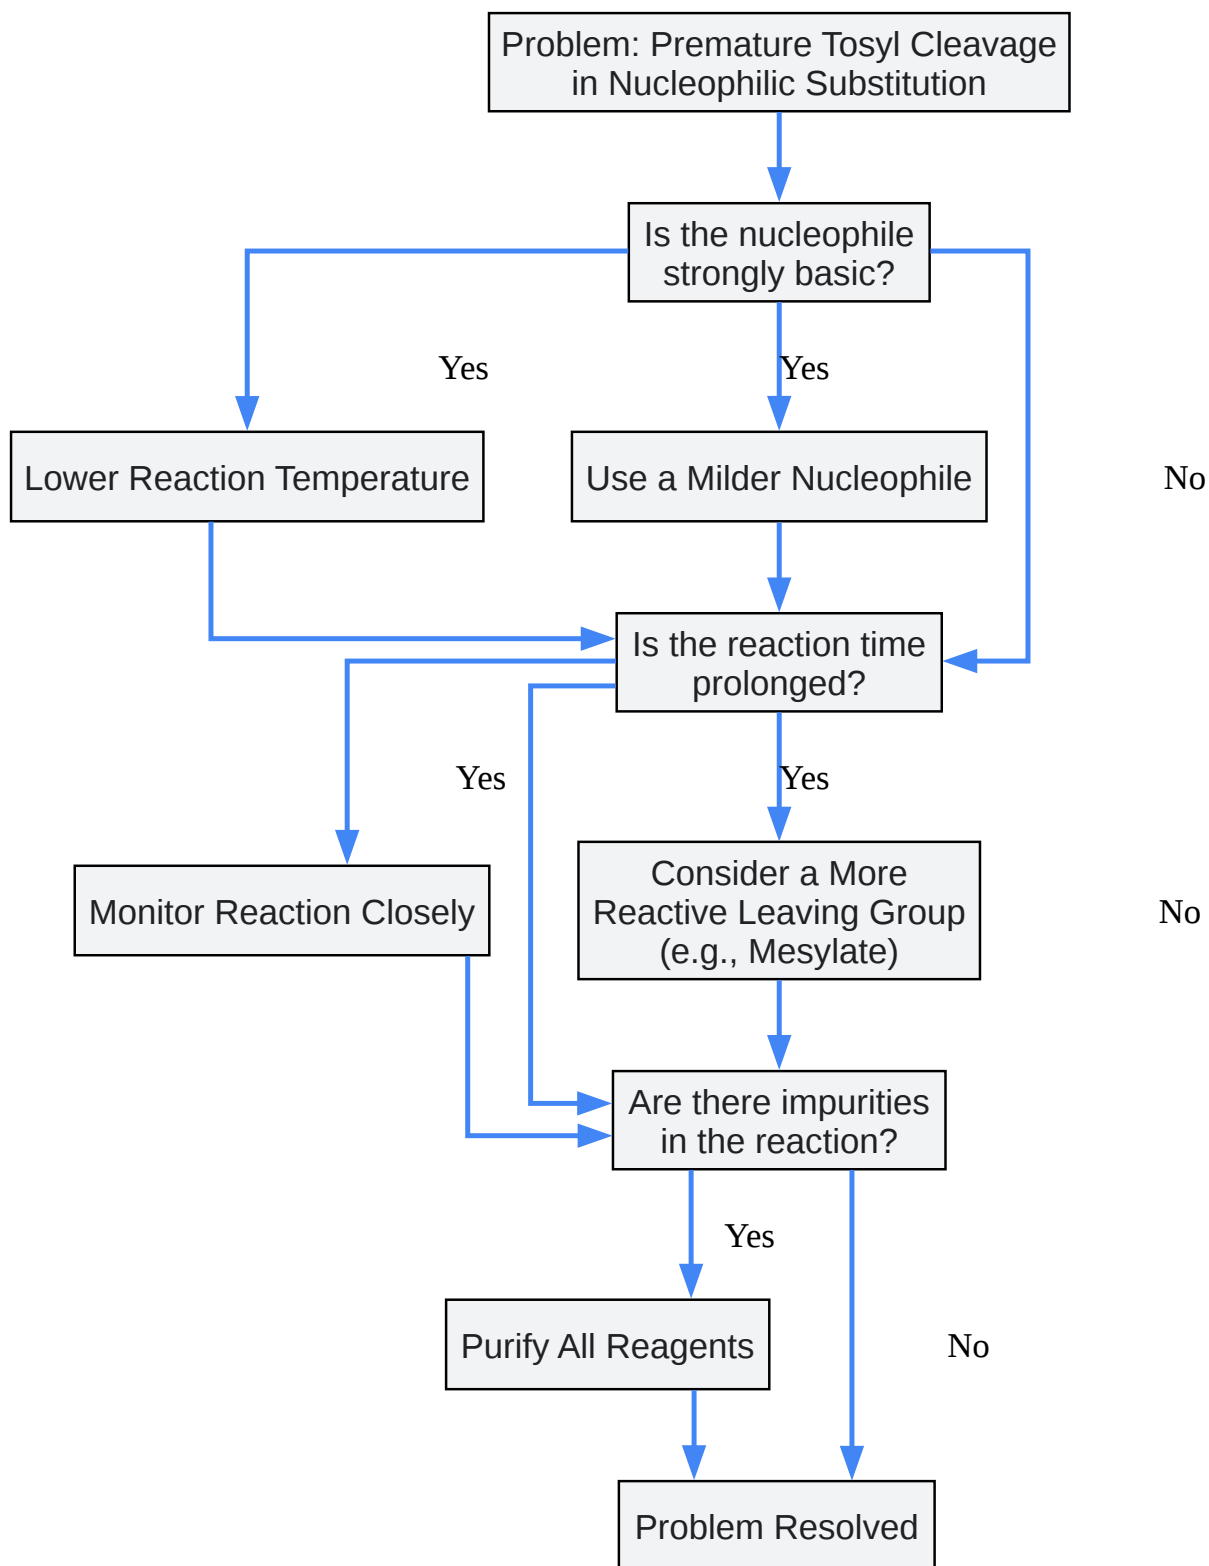 Problem: Premature Tosyl Cleavage
in Nucleophilic Substitution
Is the nucleophile
strongly basic?
Yes
Yes
Lower Reaction Temperature
Use a Milder Nucleophile
No
Is the reaction time
prolonged?
Yes
Yes
Consider a More
Reactive Leaving Group
(e.g., Mesylate)
Monitor Reaction Closely
No
Are there impurities
in the reaction?
Yes
Purify All Reagents
No
Problem Resolved